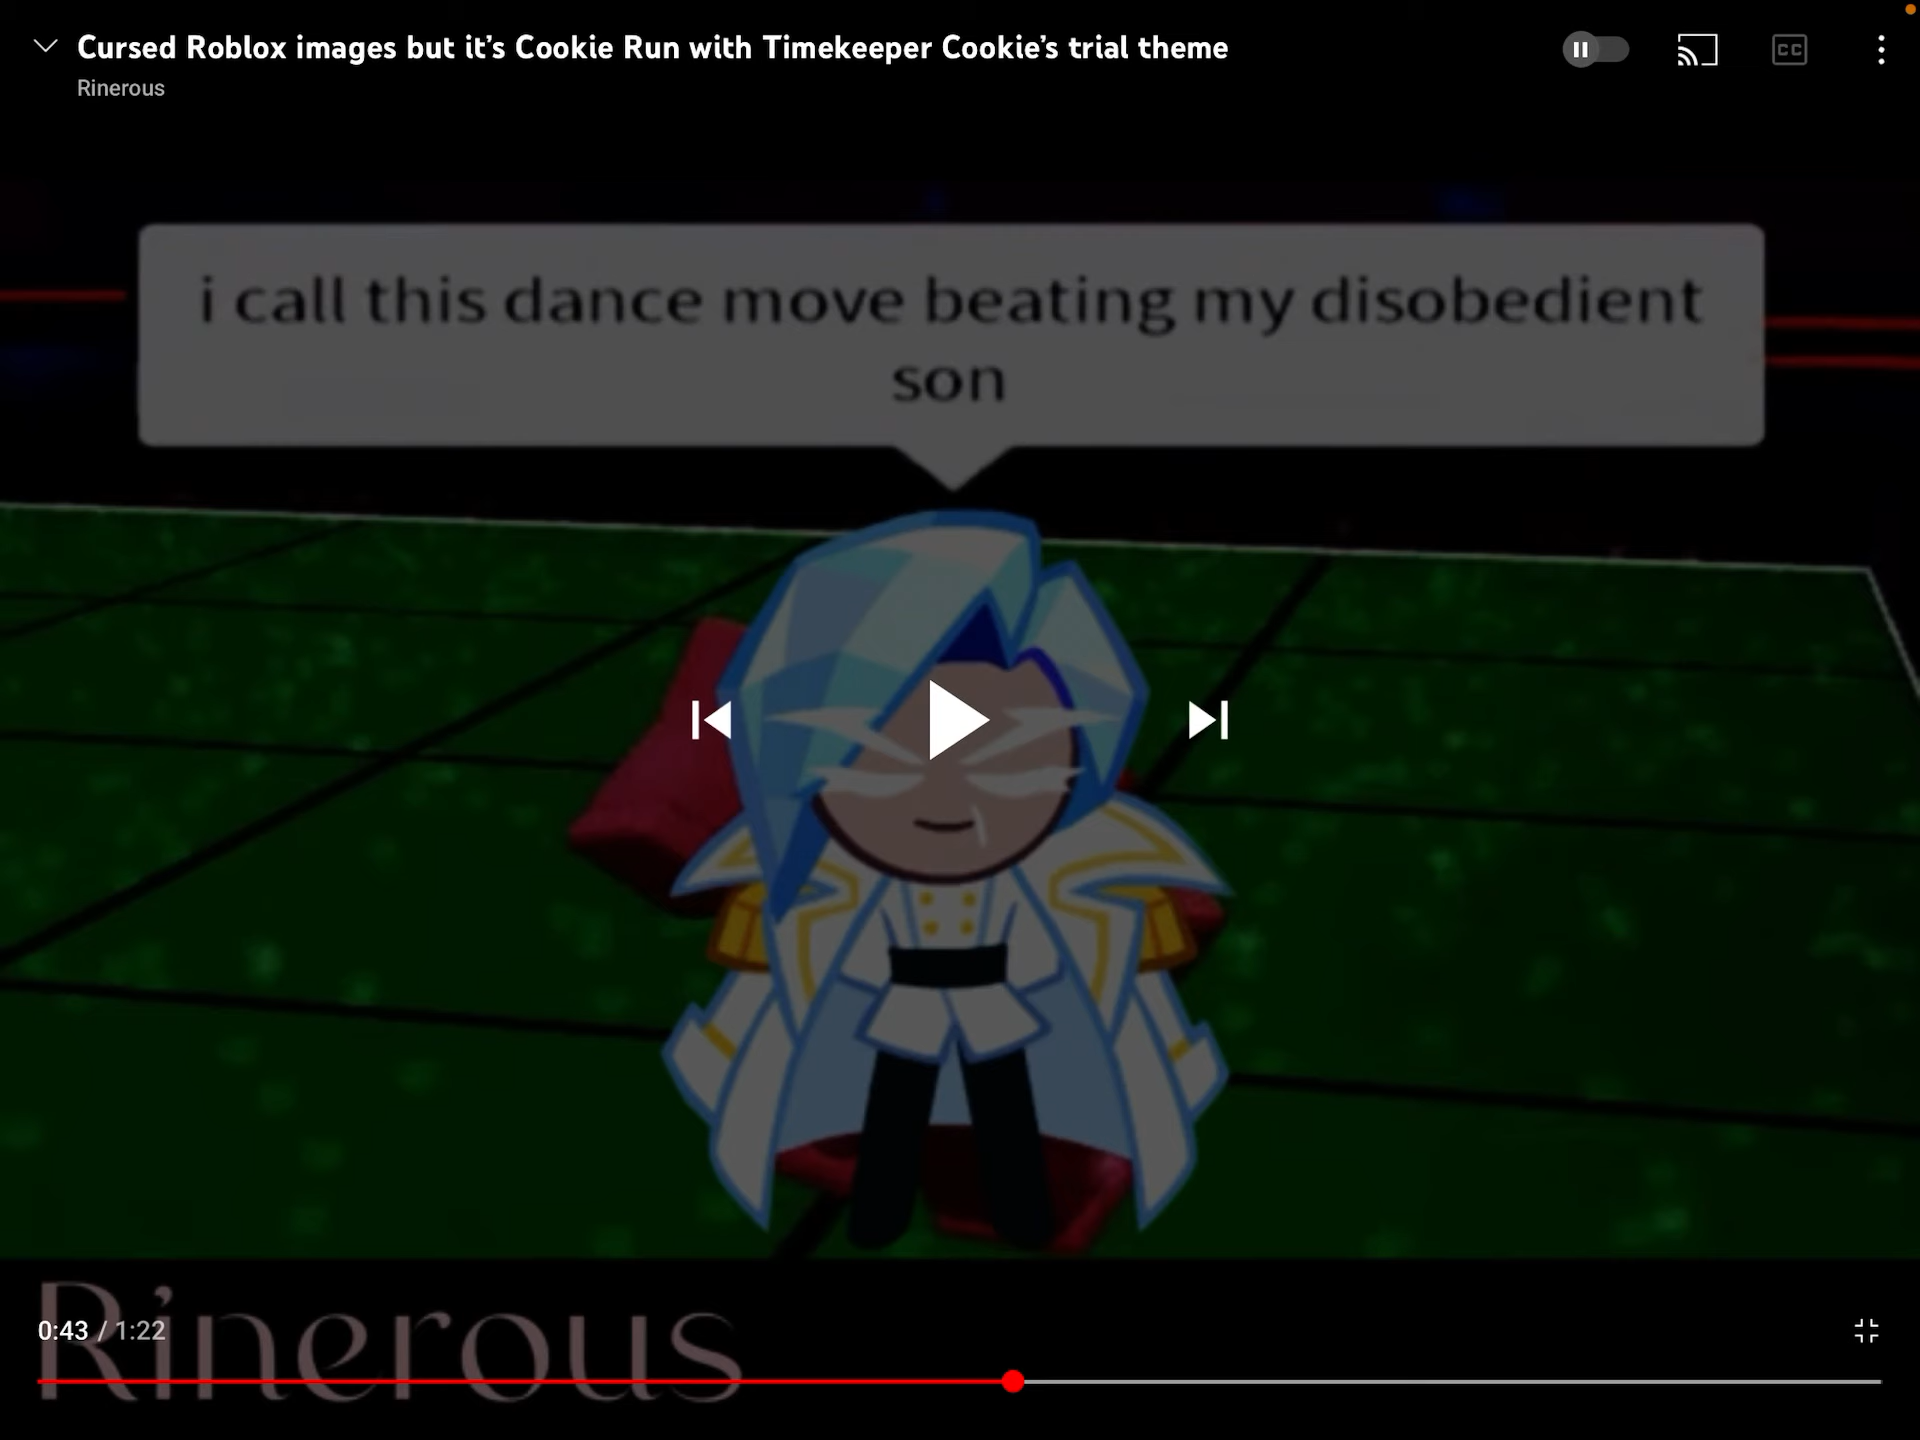 Cursed Roblox images but it’s Cookie Run with Timekeeper Cookie’s trial theme
Rinerous
CC
i call this dance move beating my disobedient
son
Rinerous
0:43 / 1:22